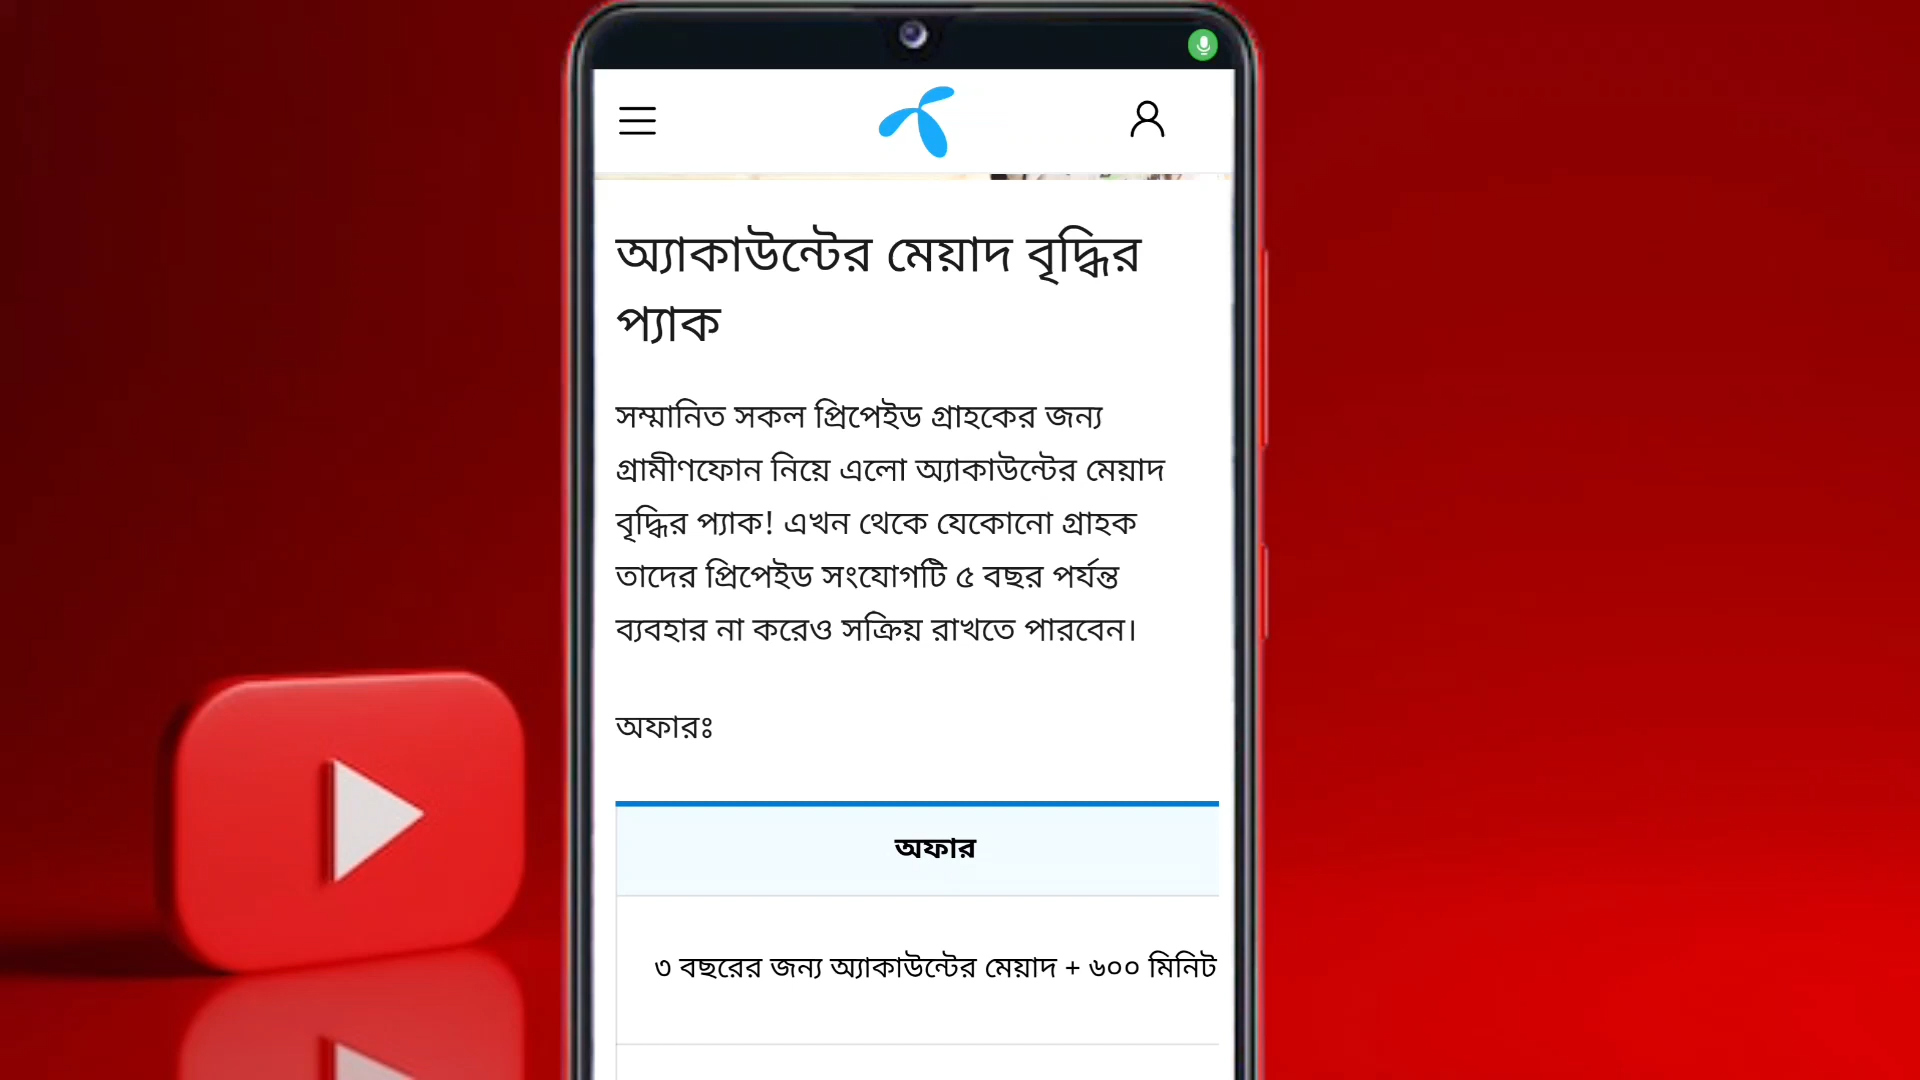 অ্যাকাউন্টের মেয়াদ বৃদ্ধির
প্যাক
সম্মানিত সকল প্রিপেইড গ্রাহকের জন্য
গ্রামীণফোন নিয়ে এলো অ্যাকাউন্টের মেয়াদ
বৃদ্ধির প্যাক! এখন থেকে যেকোনো গ্রাহক
তাদের প্রিপেইড সংযোগটি ৫ বছর পর্যন্ত
ব্যবহার না করেও সক্রিয় রাখতে পারবেন।
অফারঃ
অফার
৩ বছরের জন্য অ্যাকাউন্টের মেয়াদ + ৬০০ মিনিট